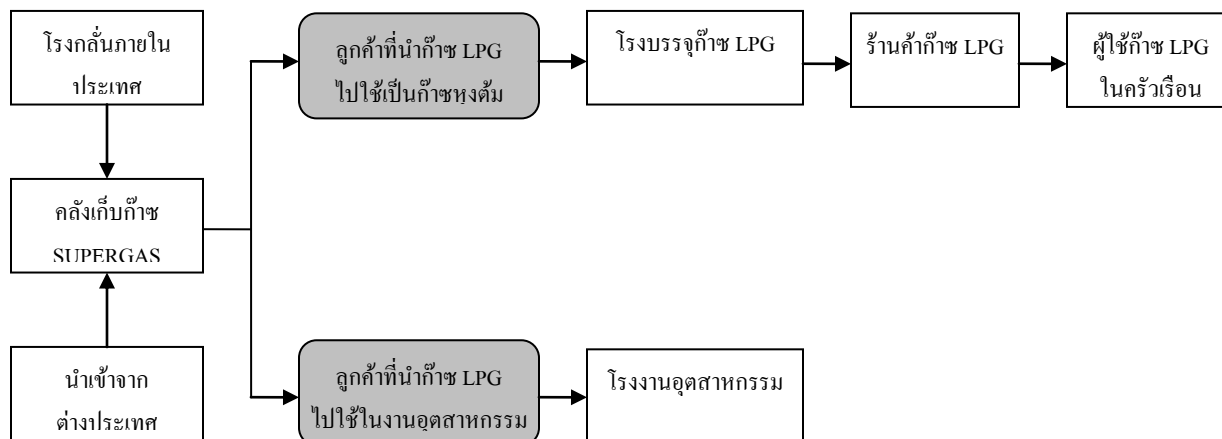 โรงกลั่นภายใน
ประเทศ
ลูกค้าที่นำก๊าซ LPG
ไปใช้เป็นก๊าซหุงต้ม
โรงบรรจุก๊าซ LPG
ร้านค้าก๊าซ LPG
ผู้ใช้ก๊าซ LPG
ในครัวเรือน
คลังเก็บก๊าซ
SUPERGAS
นำเข้าจาก
ต่างประเทศ
ลูกค้าที่นำก๊าซ LPG
ไปใช้ในงานอุตสาหกรรม
โรงงานอุตสาหกรรม